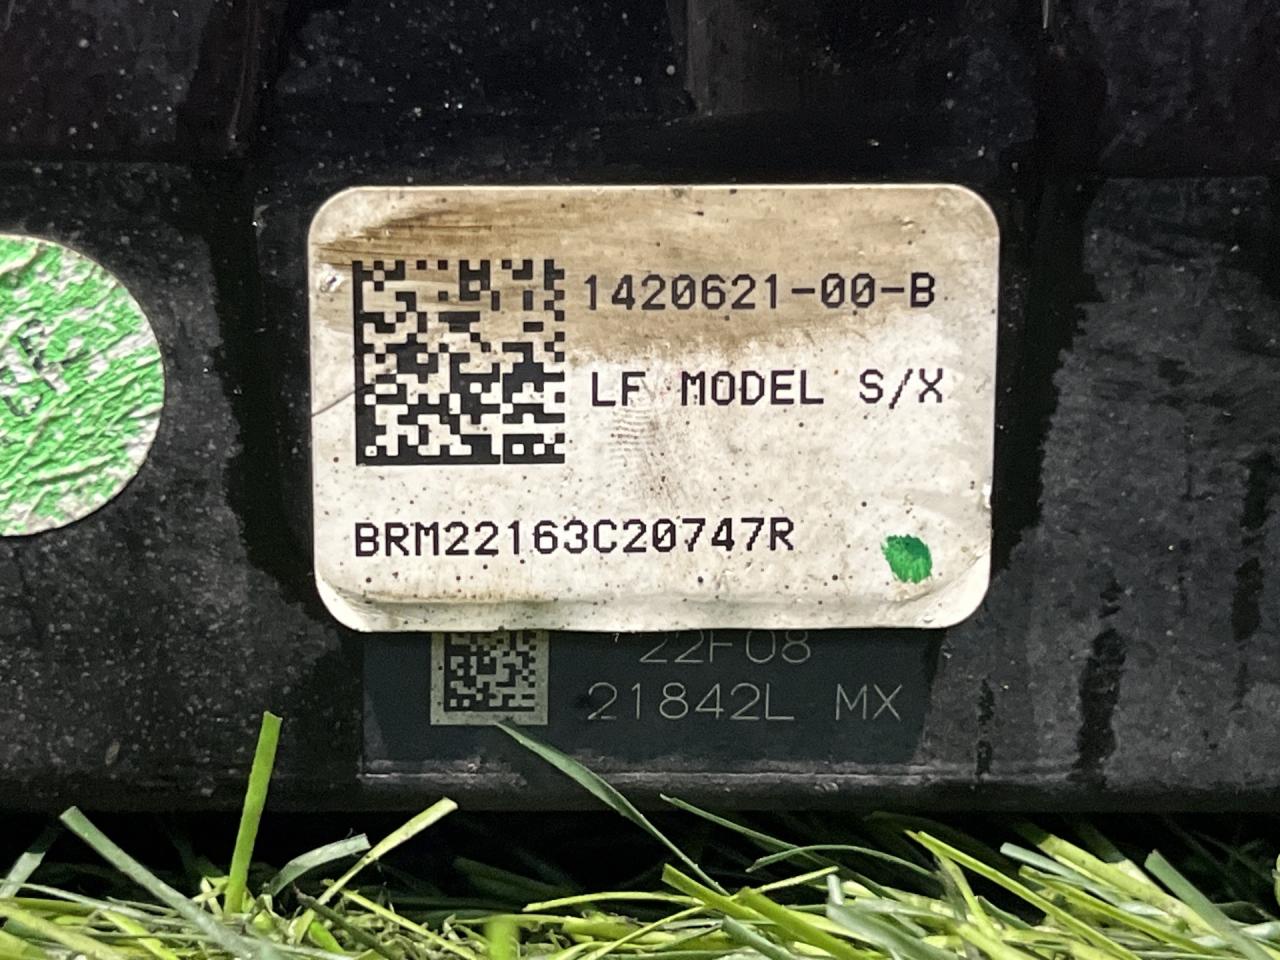 1420621-00-B
LF MODEL S/X
BRM22163C20747R
22F08
21842L MX